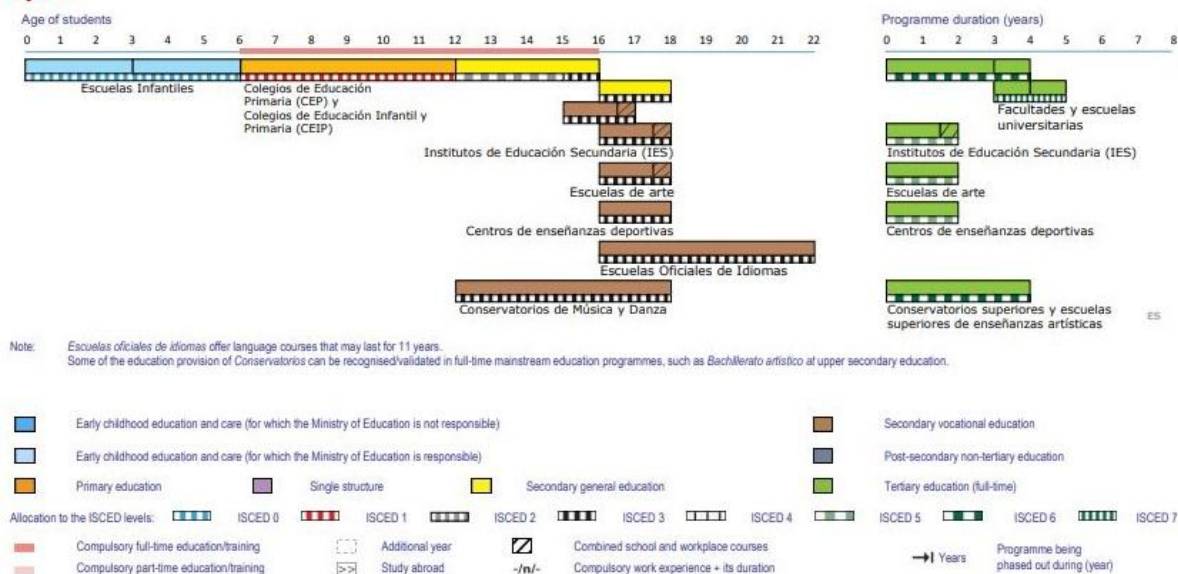 Age of students
Programme duration (years)
0 1 2 3 4 5 6 7 8 9 10 11 12 13 14 15 16 17 18 19 20 21 22
0 1 2 3 4 5 6 7 8
Escuelas Infantiles
Colegios de Educación
Primaria (CEP) y
Colegios de Educación Infantil y
Primaria (CEIP)
Facultades y escuelas
universitarias
Institutos de Educación Secundaria (IES)
Institutos de Educación Secundaria (IES)
Escuelas de arte
Escuelas de arte
Centros de enseñanzas deportivas
Centros de enseñanzas deportivas
Escuelas Oficiales de Idiomas
Conservatorios de Música y Danza
Conservatorios superiores y escuelas
superiores de enseñanzas artísticas
ES
Note: Escuelas oficiales de idiomas offer language courses that may last for 11 years.
Some of the education provision of Conservatorios can be recognised/validated in full-time mainstream education programmes, such as Bachillerato artístico at upper secondary education.
Early childhood education and care (for which the Ministry of Education is not responsible)
Secondary vocational education
Early childhood education and care (for which the Ministry of Education is responsible)
Post-secondary non-tertiary education
Primary education
Single structure
Secondary general education
Tertiary education (full-time)
Allocation to the ISCED levels: ISCED 0 ISCED 1 ISCED 2 ISCED 3 ISCED 4 ISCED 5 ISCED 6 ISCED 7
Compulsory full-time education/training
Additional year
Combined school and workplace courses
Years
Programme being
phased out during (year)
Compulsory part-time education/training
>> Study abroad
-/n/- Compulsory work experience + its duration